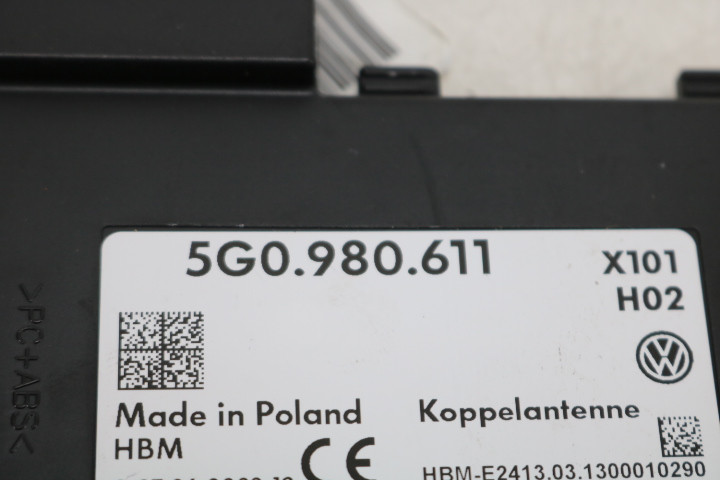 5G0.980.611
X101
H02
>PC+ABS<
Made in Poland
Koppelantenne
HBM
CE
HBM-E2413.03.1300010290